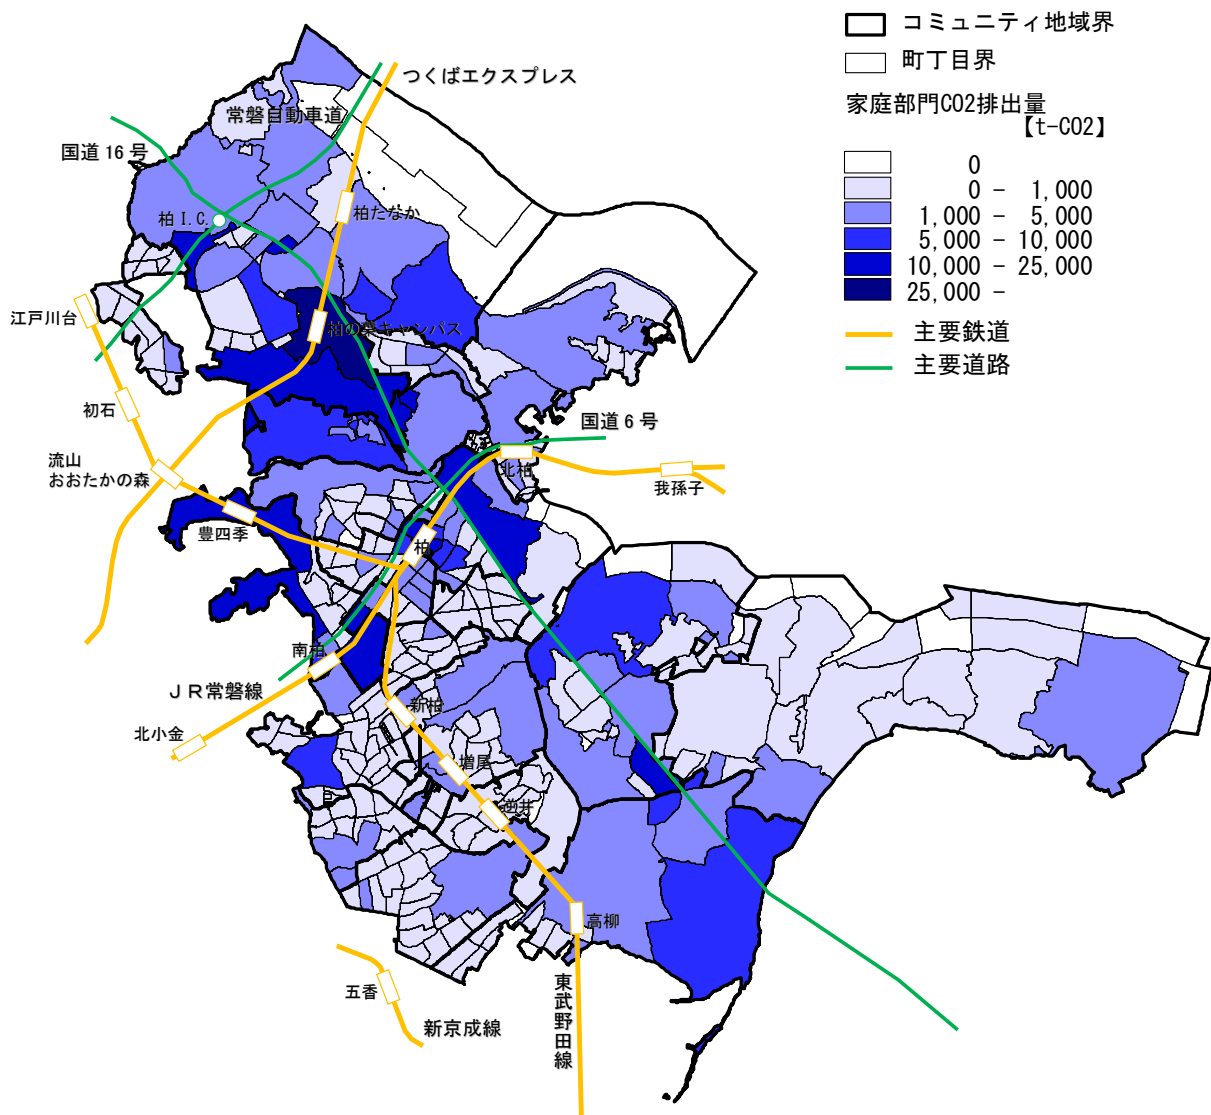 コミュニティ地域界
町丁目界
家庭部門CO2排出量
【t-CO2】
0
0 - 1,000
1,000 - 5,000
5,000 - 10,000
10,000 - 25,000
25,000 -
主要鉄道
主要道路
つくばエクスプレス
常磐自動車道
国道16号
柏I.C.
柏たなか
江戸川台
柏の葉キャンパス
初石
国道6号
流山
おおたかの森
北柏
我孫子
豊四季
柏
南柏
JR常磐線
新柏
北小金
増尾
逆井
高柳
五香
新京成線
東武野田線